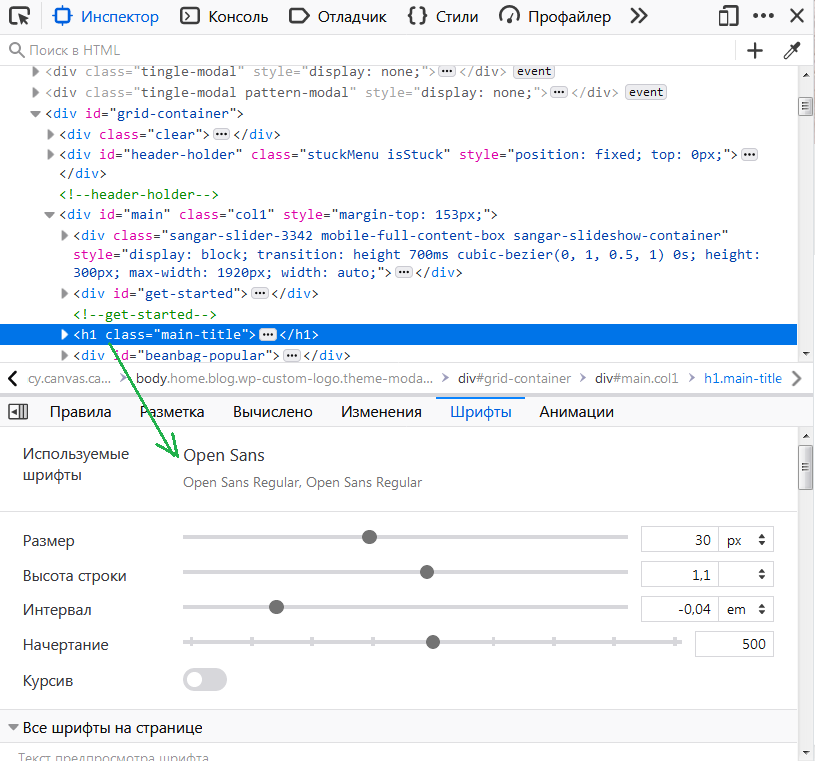 Инспектор Консоль Отладчик Стили Профайлер
Поиск в HTML
<div class="tingle-modal" style="display: none;"> ••• </div> event
<div class="tingle-modal pattern-modal" style="display: none;"> ••• </div> event
<div id="grid-container">
<div class="clear"> ••• </div>
<div id="header-holder" class="stuckMenu isStuck" style="position: fixed; top: 0px;"> •••
</div>
<!--header-holder-->
<div id="main" class="col1" style="margin-top: 153px;">
<div class="sangar-slider-3342 mobile-full-content-box sangar-slideshow-container"
style="display: block; transition: height 700ms cubic-bezier(0, 1, 0.5, 1) 0s; height:
300px; max-width: 1920px; width: auto;"> ••• </div>
<div id="get-started"> ••• </div>
<!--get-started-->
<h1 class="main-title"> ••• </h1>
<div id="beanbag-popular"> ••• </div>
cy.canvas.ca... body.home.blog.wp-custom-logo.theme-moda... div#grid-container div#main.col1 h1.main-title
Правила Разметка Вычислено Изменения Шрифты Анимации
Используемые шрифты
Open Sans
Open Sans Regular, Open Sans Regular
Размер 30 px
Высота строки 1,1
Интервал -0,04 em
Начертание 500
Курсив
Все шрифты на странице
Текст предпросмотра шрифта